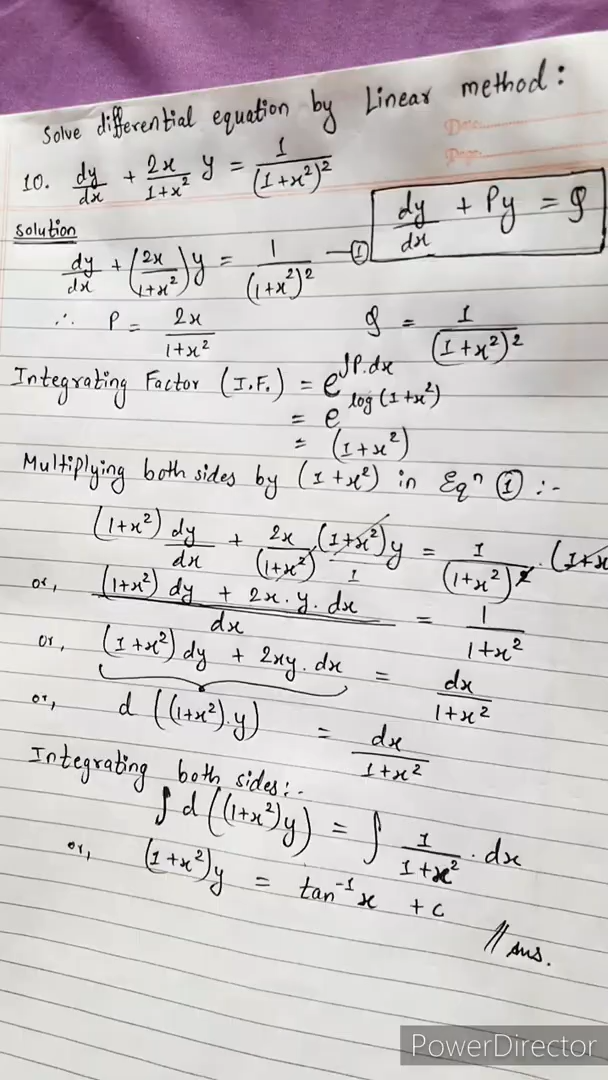 Solve differential equation by Linear method:
Date
Page
10. dy/dx + 2x/(1+x²) y = 1/(1+x²)²
Solution
dy/dx + Py = Q
dy/dx + (2x/(1+x²))y = 1/(1+x²)² —①
∴ P = 2x/(1+x²) Q = 1/(1+x²)²
Integrating Factor (I.F.) = e^∫P.dx
= e^log(1+x²)
= (1+x²)
Multiplying both sides by (1+x²) in Eqⁿ ① :-
(1+x²) dy/dx + 2x/(1+x²) (1+x²)/1 y = 1/(1+x²)² . (1+x
or, ((1+x²) dy + 2x.y.dx)/dx = 1/(1+x²)
or, (1+x²) dy + 2xy.dx = dx/(1+x²)
or, d((1+x²).y) = dx/(1+x²)
Integrating both sides:-
∫d((1+x²)y) = ∫ 1/(1+x²) . dx
or, (1+x²)y = tan⁻¹x + c
// ans.
PowerDirector